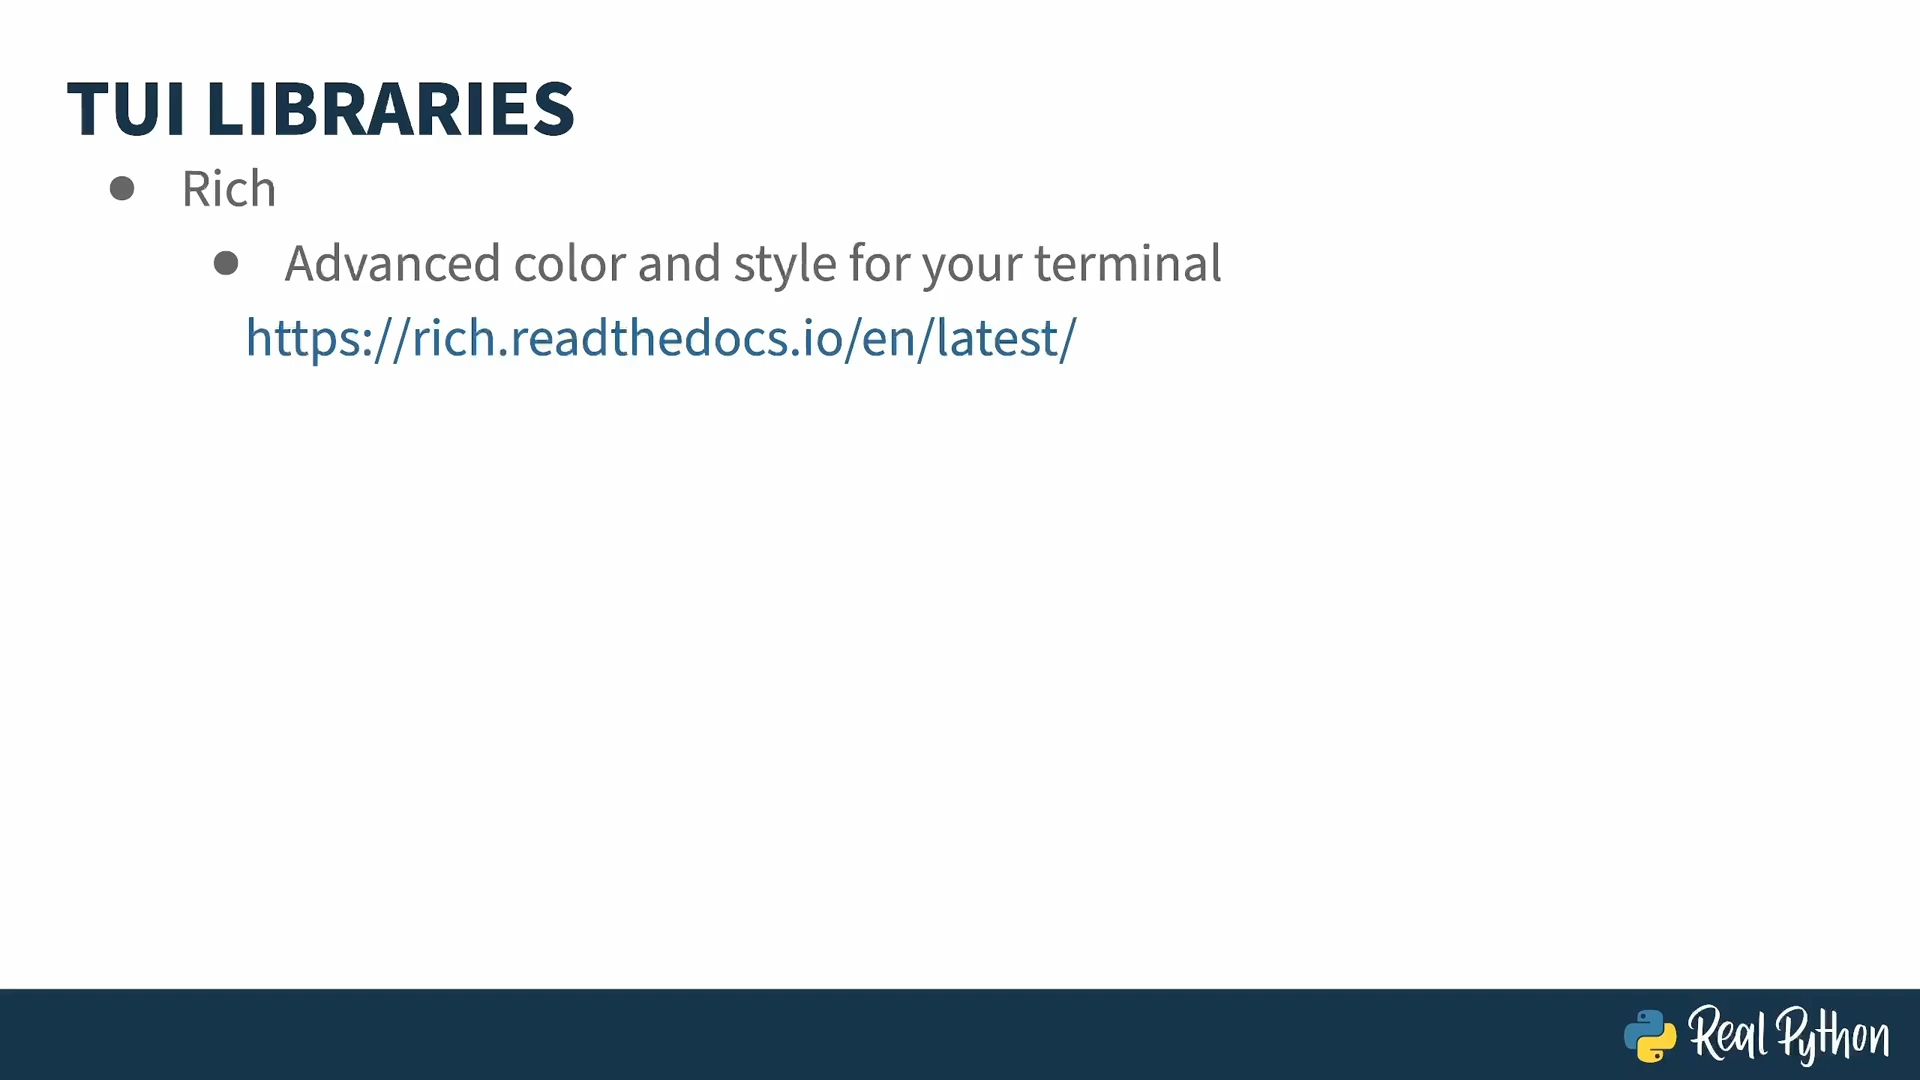 TUI LIBRARIES
● Rich
● Advanced color and style for your terminal
https://rich.readthedocs.io/en/latest/
Real Python